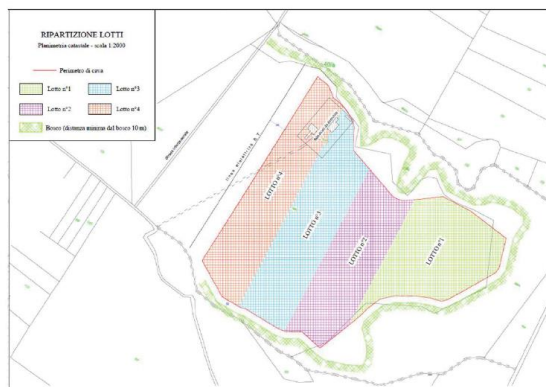 RIPARTIZIONE LOTTI
Planimetria catastale - scala 1:2000
Perimetro di cava
Lotto n°1
Lotto n°3
Lotto n°2
Lotto n°4
Bosco (distanza minima dal bosco 10 m)
LOTTO n°4
LOTTO n°3
LOTTO n°2
LOTTO n°1